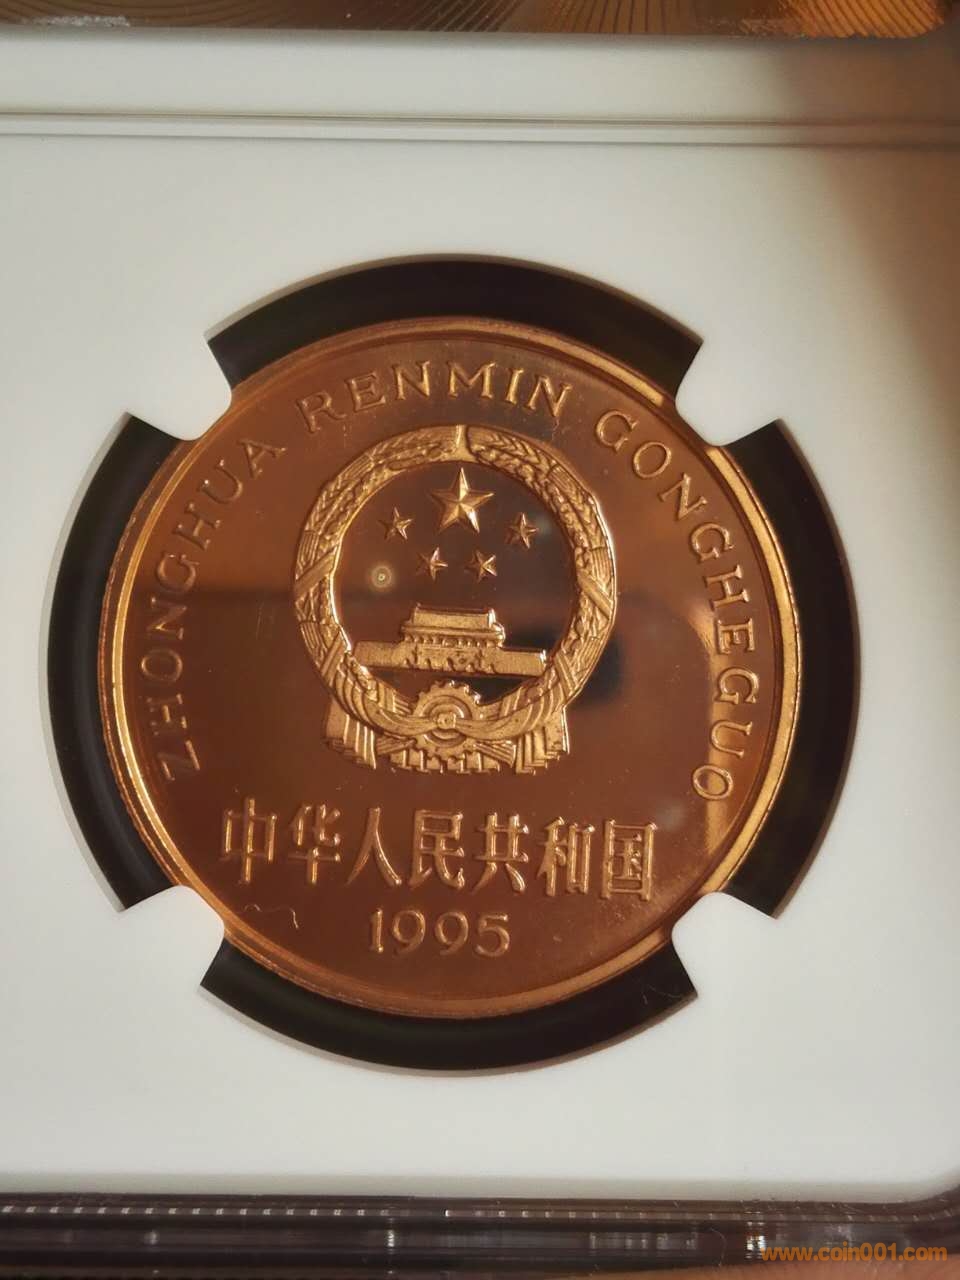 ZHONGHUA RENMIN GONGHEGUO
中华人民共和国
1995
www.coin001.com